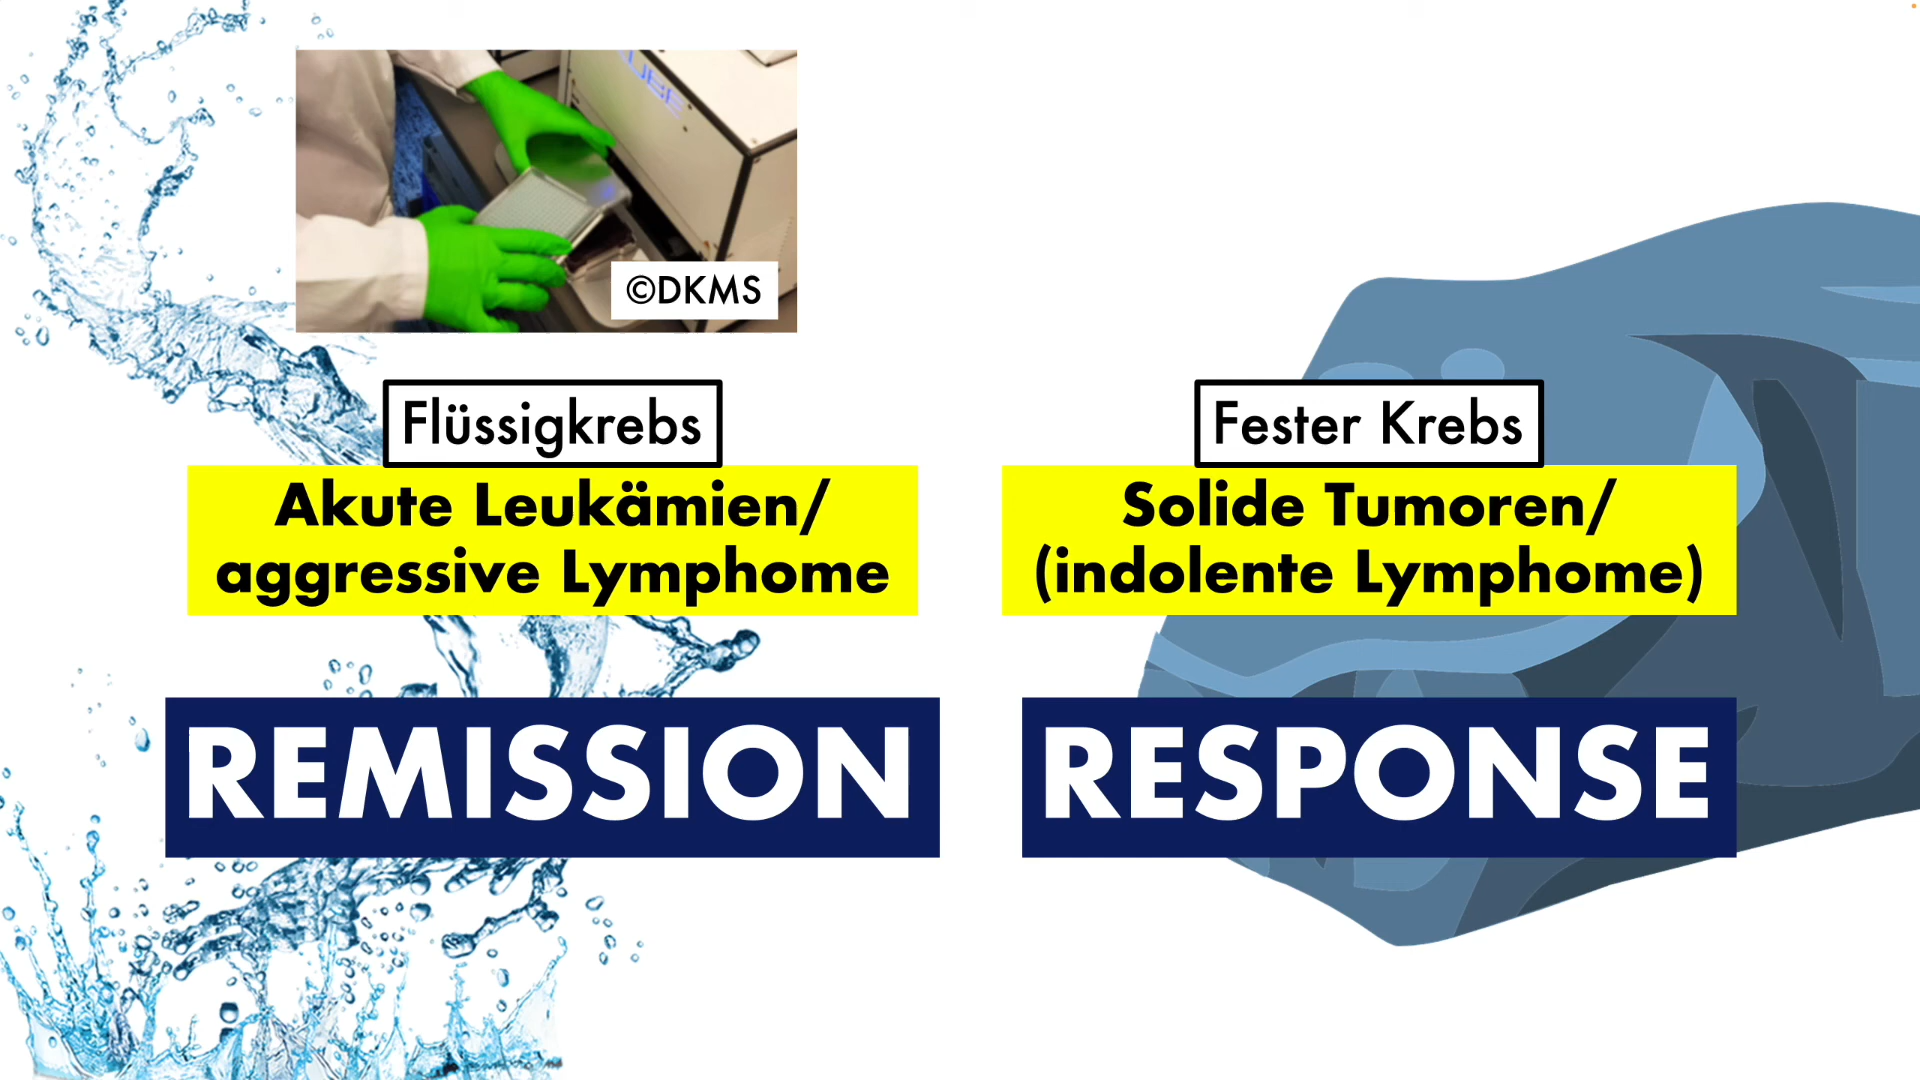 ©DKMS
Flüssigkrebs
Akute Leukämien/
aggressive Lymphome
REMISSION
Fester Krebs
Solide Tumoren/
(indolente Lymphome)
RESPONSE